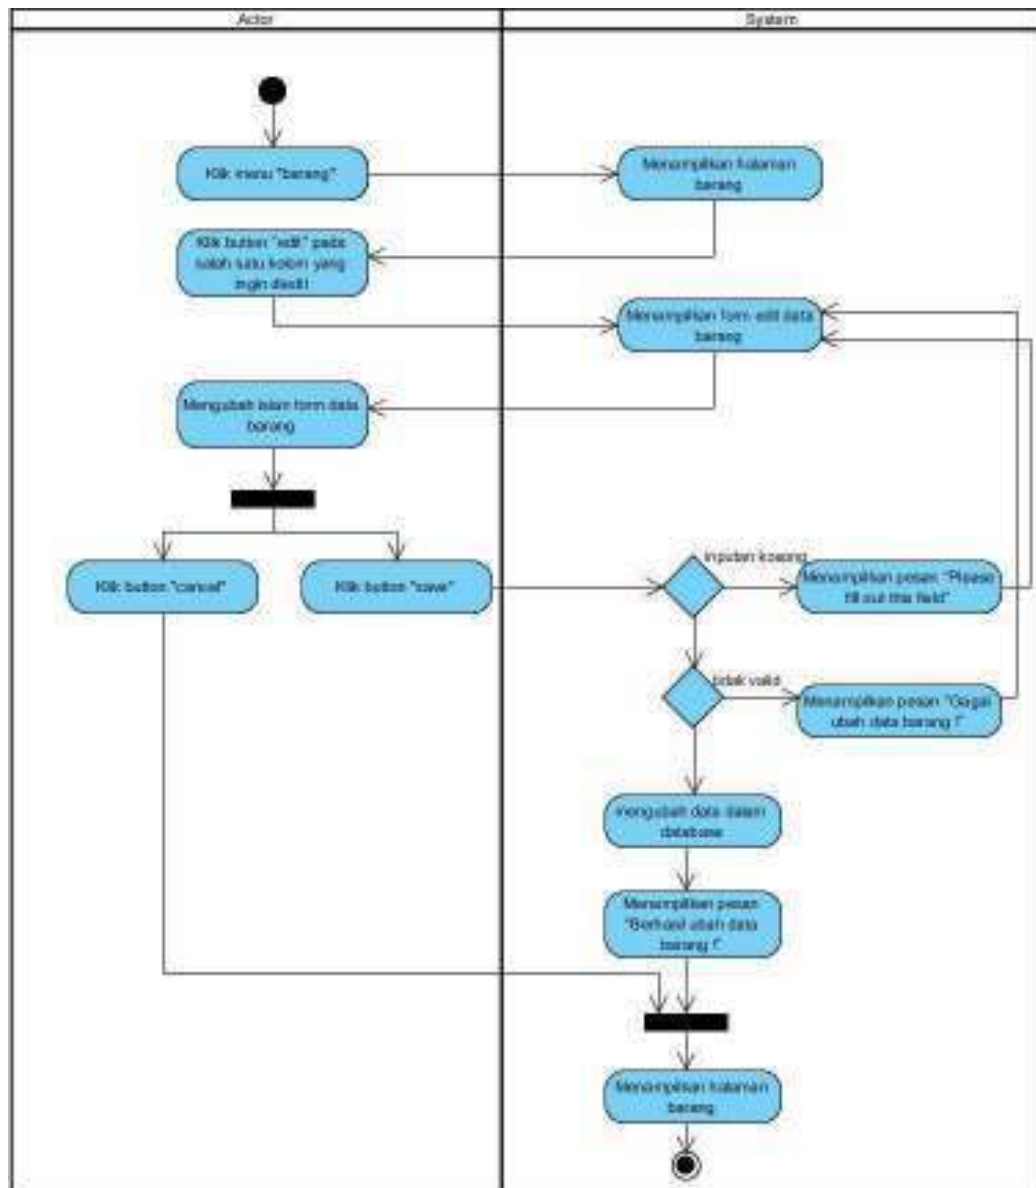 Actor
System
Klik menu "barang"
Menampilkan halaman
barang
Klik button "edit" pada
salah satu kolom yang
ingin diedit
Menampilkan form edit data
barang
Mengubah isian form data
barang
Klik button "cancel"
Klik button "save"
inputan kosong
Menampilkan pesan "Please
fill out this field"
tidak valid
Menampilkan pesan "Gagal
ubah data barang !"
mengubah data dalam
database
Menampilkan pesan
"Berhasil ubah data
barang !"
Menampilkan halaman
barang